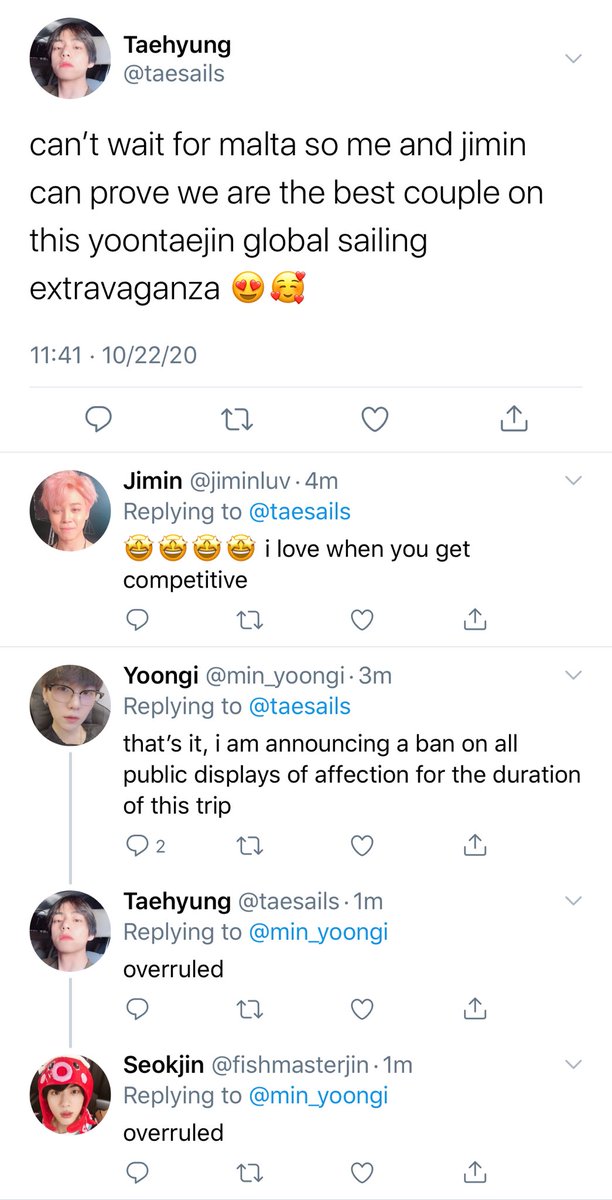 Taehyung
@taesails
can’t wait for malta so me and jimin
can prove we are the best couple on
this yoontaejin global sailing
extravaganza 😍🥰
11:41 · 10/22/20
Jimin @jiminluv · 4m
Replying to @taesails
🤩🤩🤩🤩 i love when you get
competitive
Yoongi @min_yoongi · 3m
Replying to @taesails
that’s it, i am announcing a ban on all
public displays of affection for the duration
of this trip
2
Taehyung @taesails · 1m
Replying to @min_yoongi
overruled
Seokjin @fishmasterjin · 1m
Replying to @min_yoongi
overruled